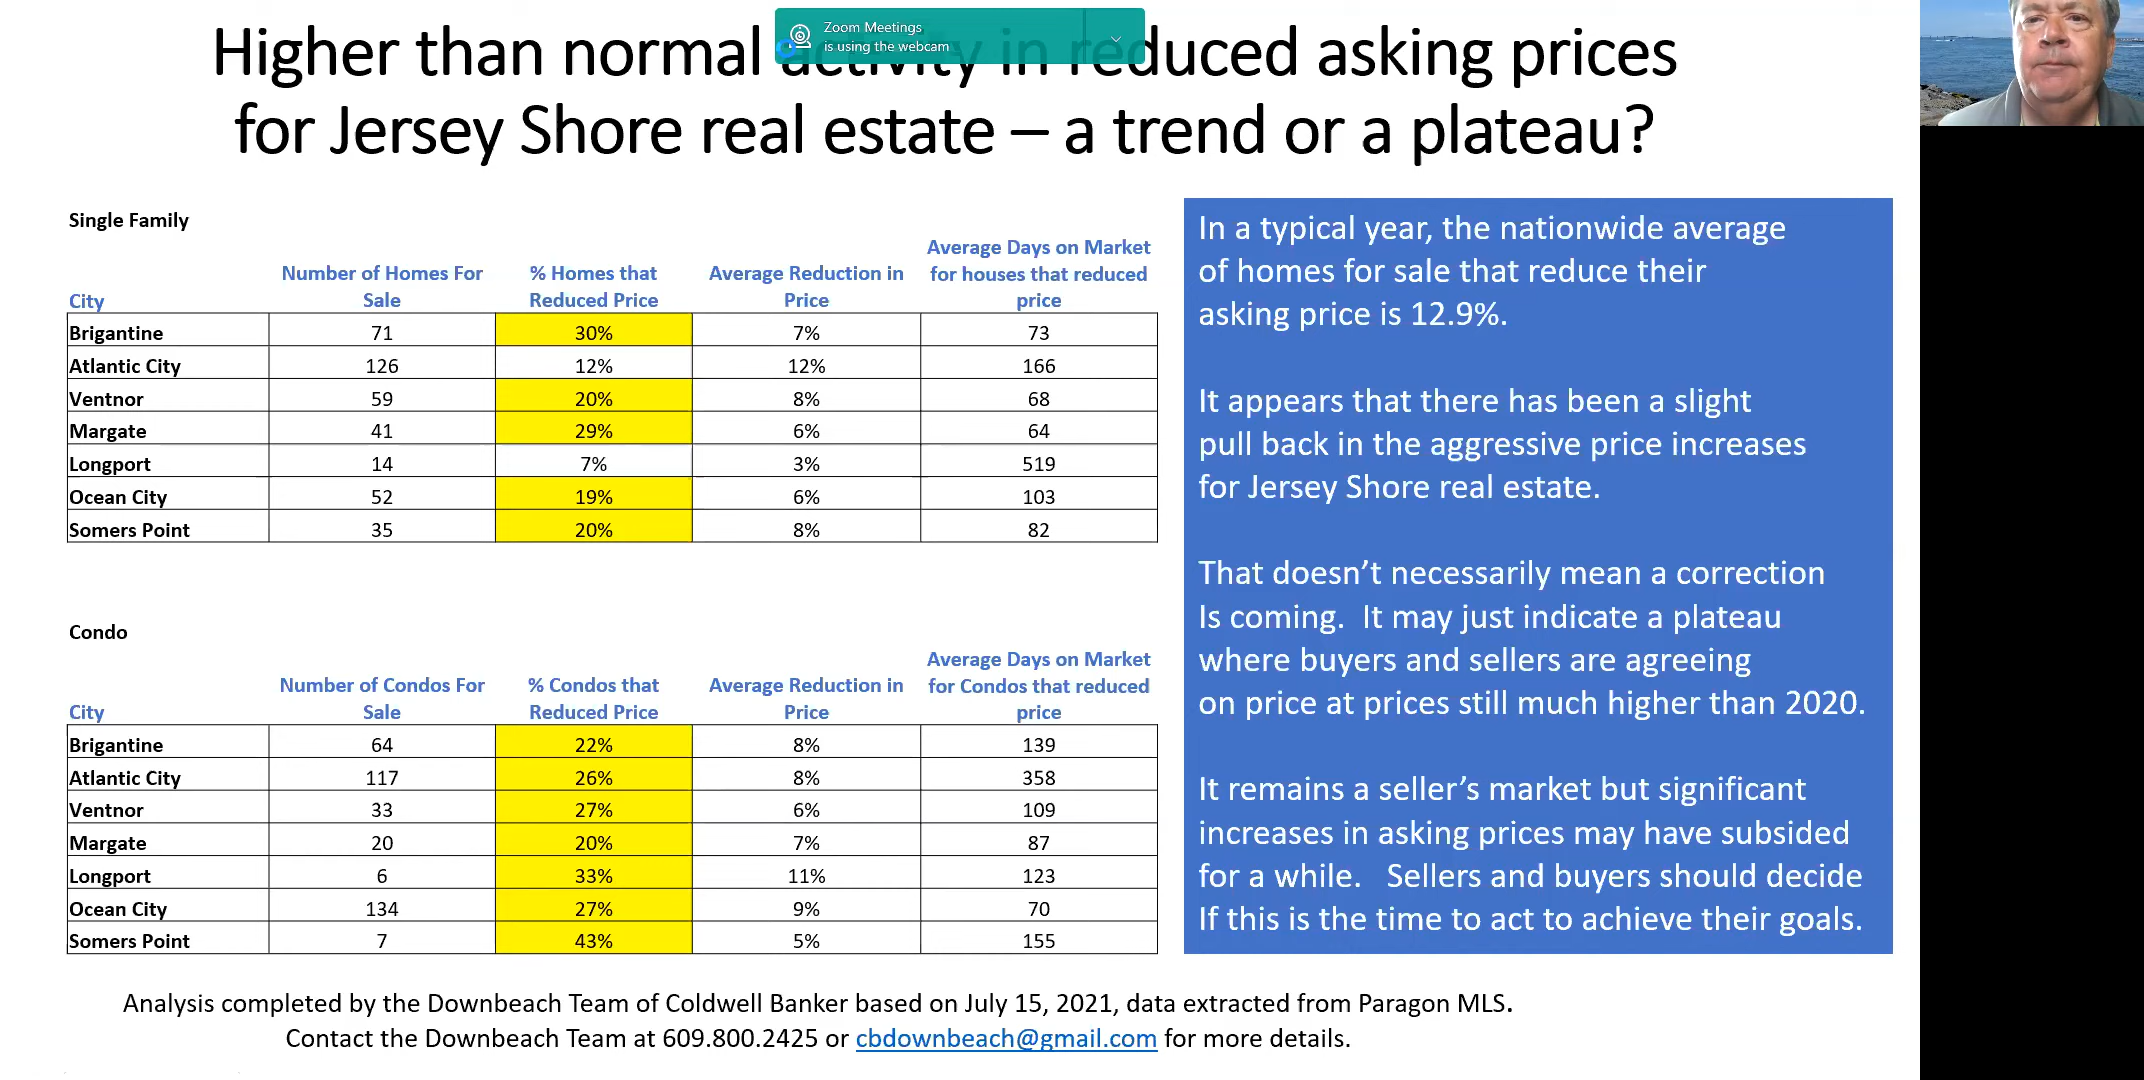 Zoom Meetings
is using the webcam
Higher than normal activity in reduced asking prices
for Jersey Shore real estate – a trend or a plateau?
Single Family
City | Number of Homes For Sale | % Homes that Reduced Price | Average Reduction in Price | Average Days on Market for houses that reduced price
Brigantine 71 30% 7% 73
Atlantic City 126 12% 12% 166
Ventnor 59 20% 8% 68
Margate 41 29% 6% 64
Longport 14 7% 3% 519
Ocean City 52 19% 6% 103
Somers Point 35 20% 8% 82
Condo
City | Number of Condos For Sale | % Condos that Reduced Price | Average Reduction in Price | Average Days on Market for Condos that reduced price
Brigantine 64 22% 8% 139
Atlantic City 117 26% 8% 358
Ventnor 33 27% 6% 109
Margate 20 20% 7% 87
Longport 6 33% 11% 123
Ocean City 134 27% 9% 70
Somers Point 7 43% 5% 155
In a typical year, the nationwide average
of homes for sale that reduce their
asking price is 12.9%.
It appears that there has been a slight
pull back in the aggressive price increases
for Jersey Shore real estate.
That doesn't necessarily mean a correction
Is coming. It may just indicate a plateau
where buyers and sellers are agreeing
on price at prices still much higher than 2020.
It remains a seller's market but significant
increases in asking prices may have subsided
for a while. Sellers and buyers should decide
If this is the time to act to achieve their goals.
Analysis completed by the Downbeach Team of Coldwell Banker based on July 15, 2021, data extracted from Paragon MLS.
Contact the Downbeach Team at 609.800.2425 or cbdownbeach@gmail.com for more details.